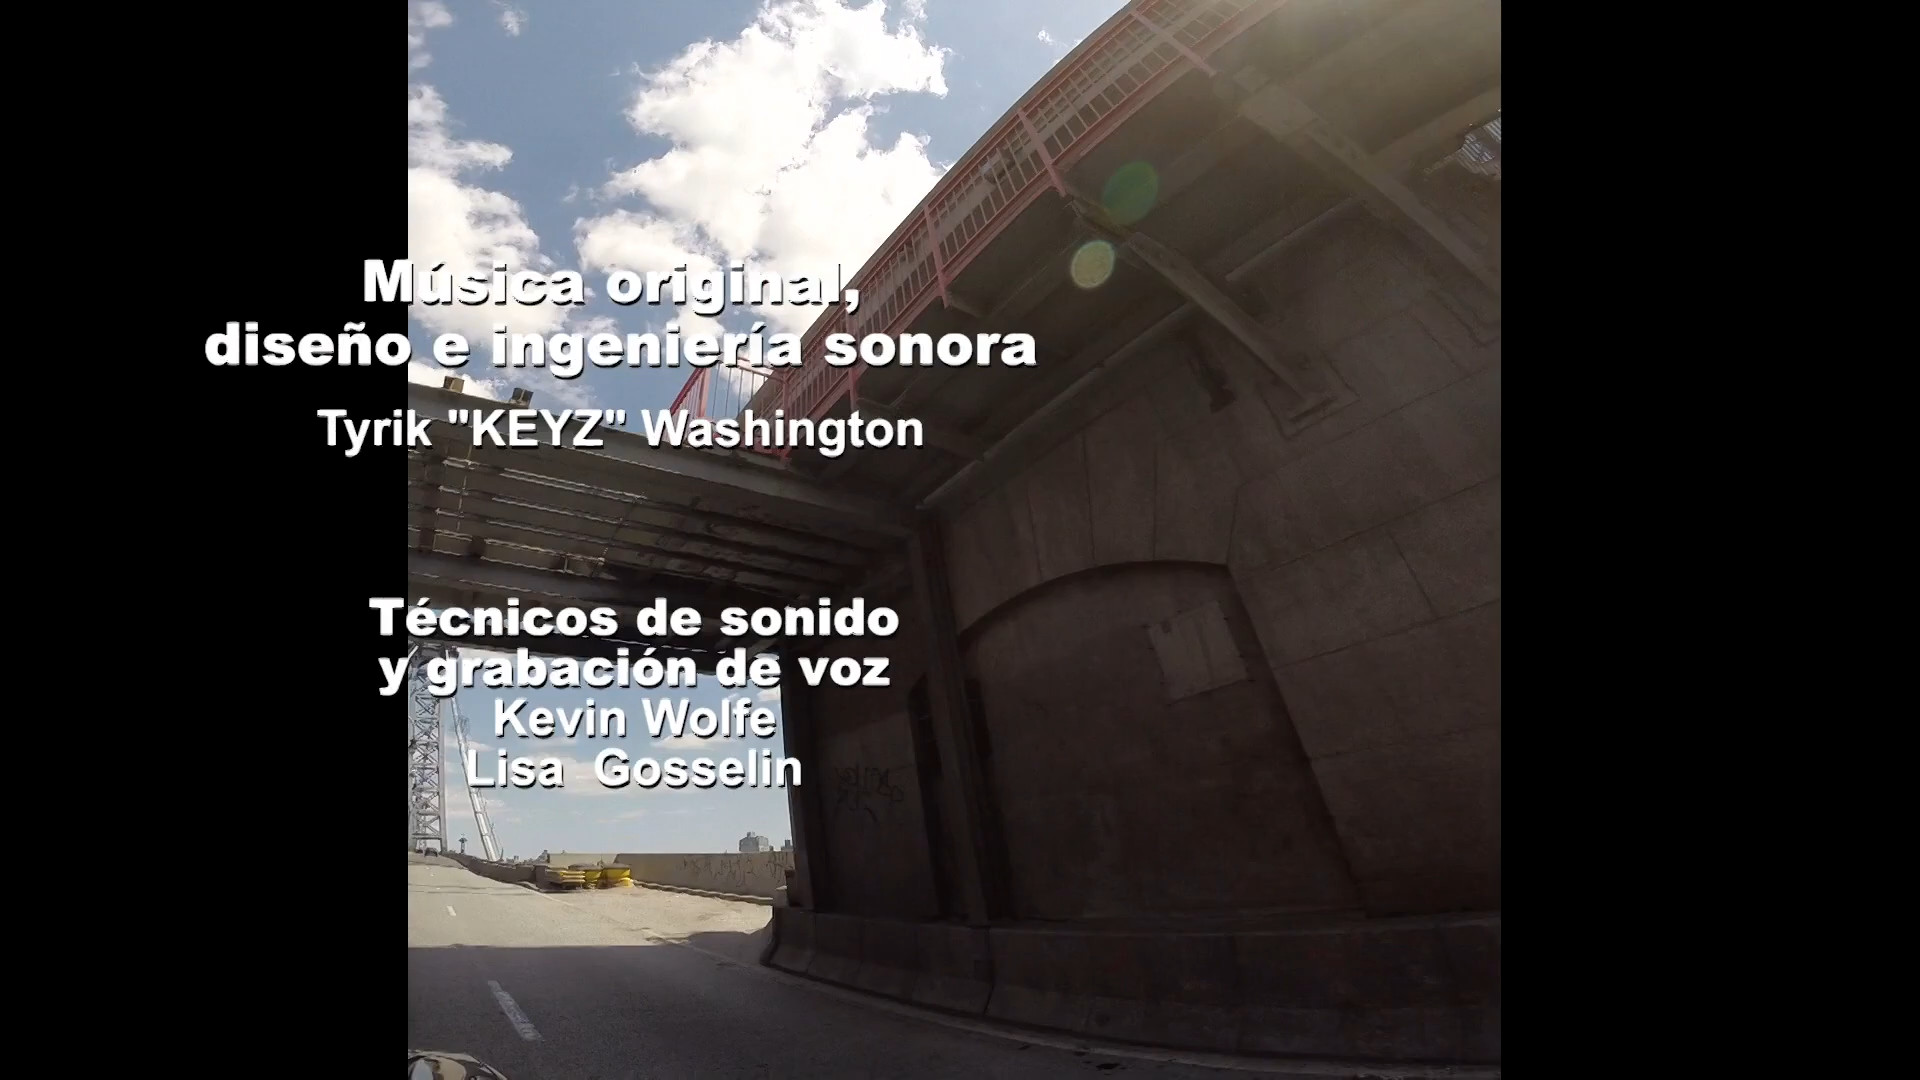 Música original,
diseño e ingeniería sonora
Tyrik "KEYZ" Washington
Técnicos de sonido
y grabación de voz
Kevin Wolfe
Lisa Gosselin